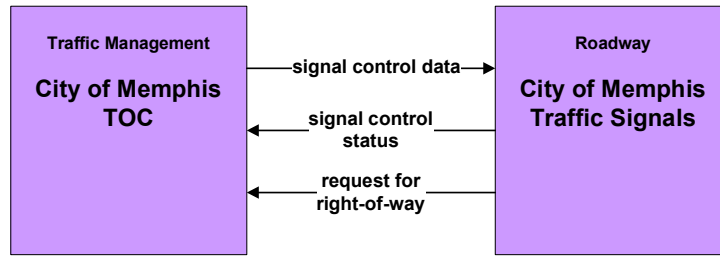 Traffic Management
City of Memphis
TOC
signal control data
signal control
status
request for
right-of-way
Roadway
City of Memphis
Traffic Signals